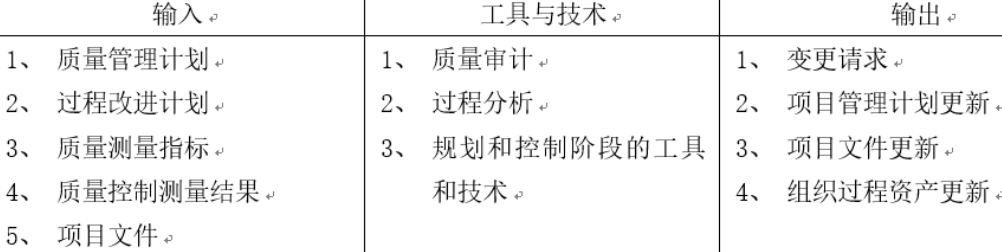 输入
1、 质量管理计划
2、 过程改进计划
3、 质量测量指标
4、 质量控制测量结果
5、 项目文件
工具与技术
1、 质量审计
2、 过程分析
3、 规划和控制阶段的工具
和技术
输出
1、 变更请求
2、 项目管理计划更新
3、 项目文件更新
4、 组织过程资产更新